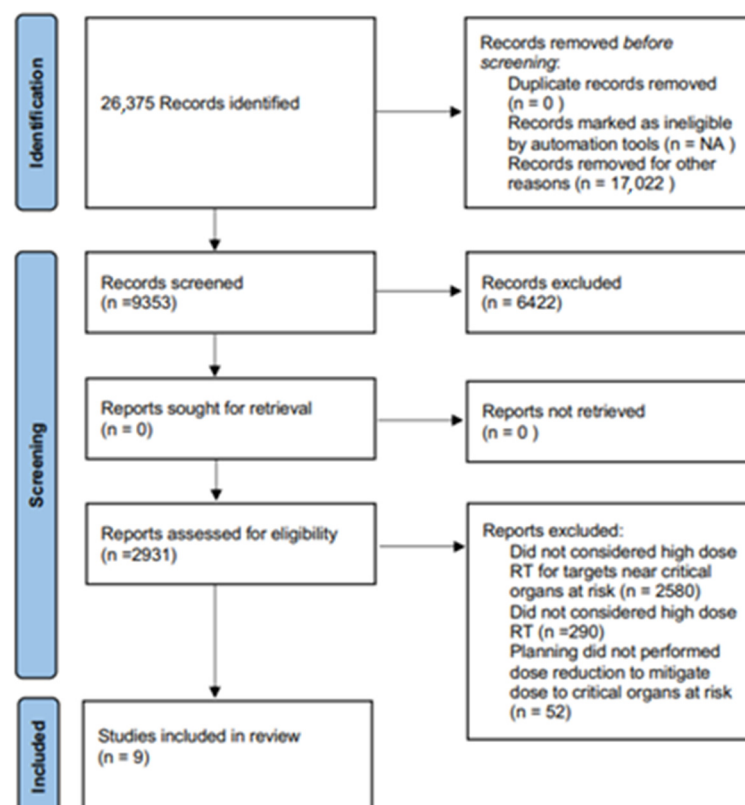 Identification
26,375 Records identified
Records removed before
screening:
Duplicate records removed
(n = 0 )
Records marked as ineligible
by automation tools (n = NA )
Records removed for other
reasons (n = 17,022 )
Screening
Records screened
(n =9353)
Records excluded
(n = 6422)
Reports sought for retrieval
(n = 0)
Reports not retrieved
(n = 0 )
Reports assessed for eligibility
(n =2931)
Reports excluded:
Did not considered high dose
RT for targets near critical
organs at risk (n = 2580)
Did not considered high dose
RT (n =290)
Planning did not performed
dose reduction to mitigate
dose to critical organs at risk
(n = 52)
Included
Studies included in review
(n = 9)